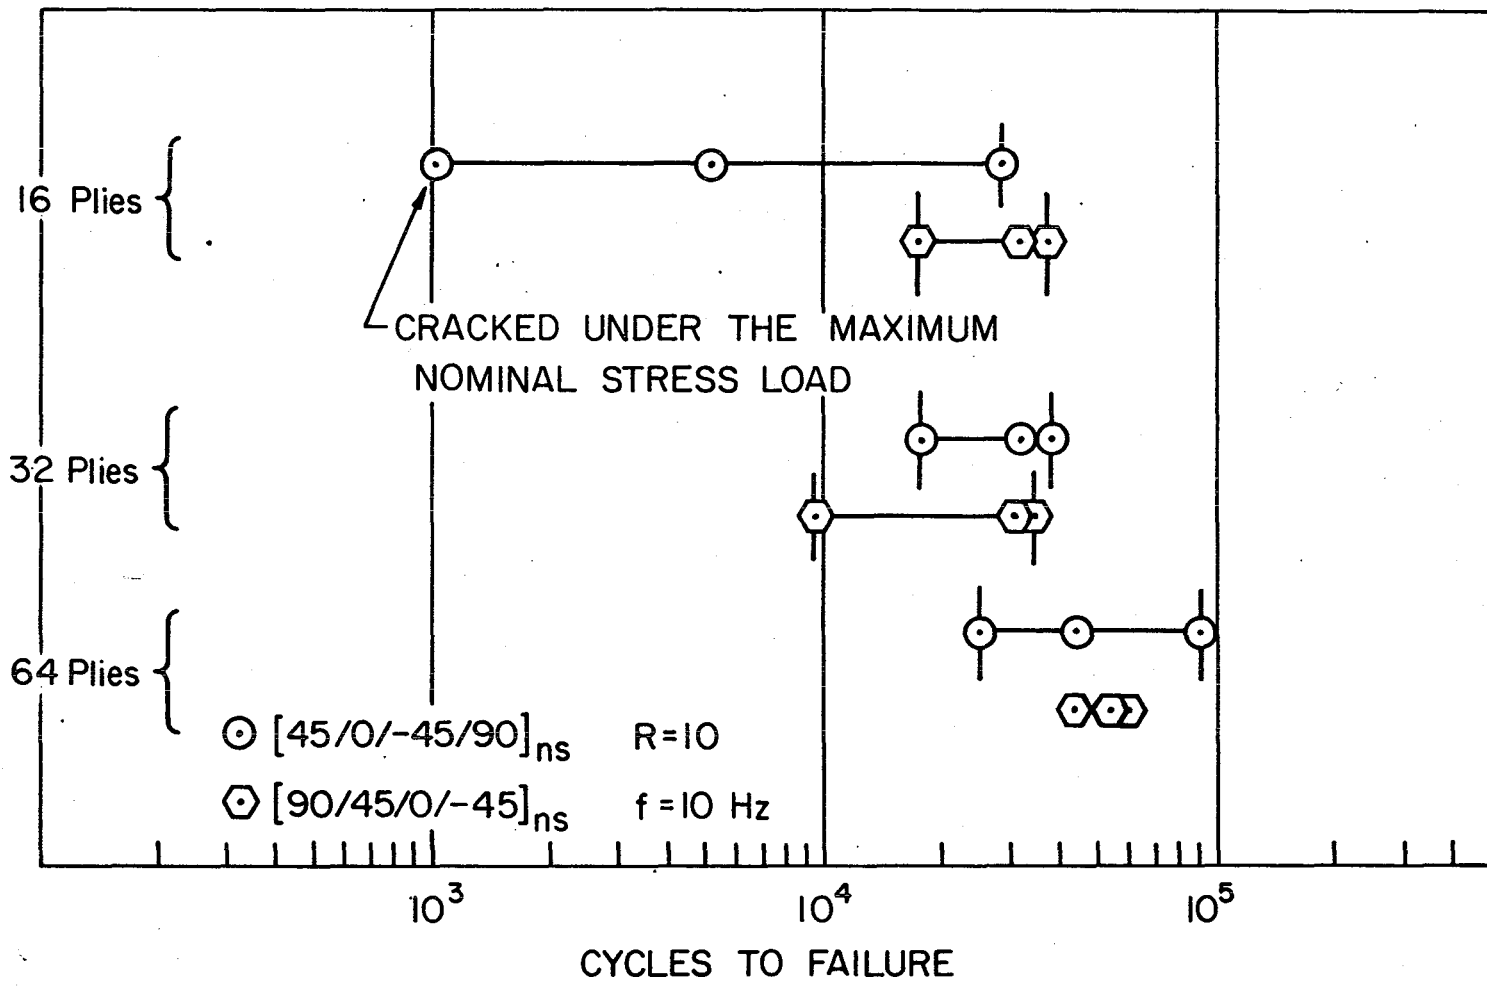 16 Plies
CRACKED UNDER THE MAXIMUM
NOMINAL STRESS LOAD
32 Plies
64 Plies
[45/0/-45/90]ns R=10
[90/45/0/-45]ns f=10 Hz
10³ 10⁴ 10⁵
CYCLES TO FAILURE